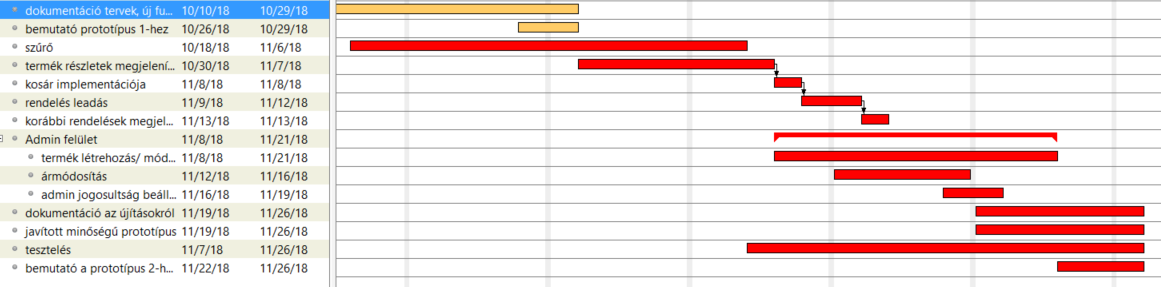 dokumentáció tervek, új fu... 10/10/18 10/29/18
bemutató prototípus 1-hez 10/26/18 10/29/18
szűrő 10/18/18 11/6/18
termék részletek megjelení... 10/30/18 11/7/18
kosár implementációja 11/8/18 11/8/18
rendelés leadás 11/9/18 11/12/18
korábbi rendelések megjel... 11/13/18 11/13/18
Admin felület 11/8/18 11/21/18
termék létrehozás/ mód... 11/8/18 11/21/18
ármódosítás 11/12/18 11/16/18
admin jogosultság beáll... 11/16/18 11/19/18
dokumentáció az újításokról 11/19/18 11/26/18
javított minőségű prototípus 11/19/18 11/26/18
tesztelés 11/7/18 11/26/18
bemutató a prototípus 2-h... 11/22/18 11/26/18